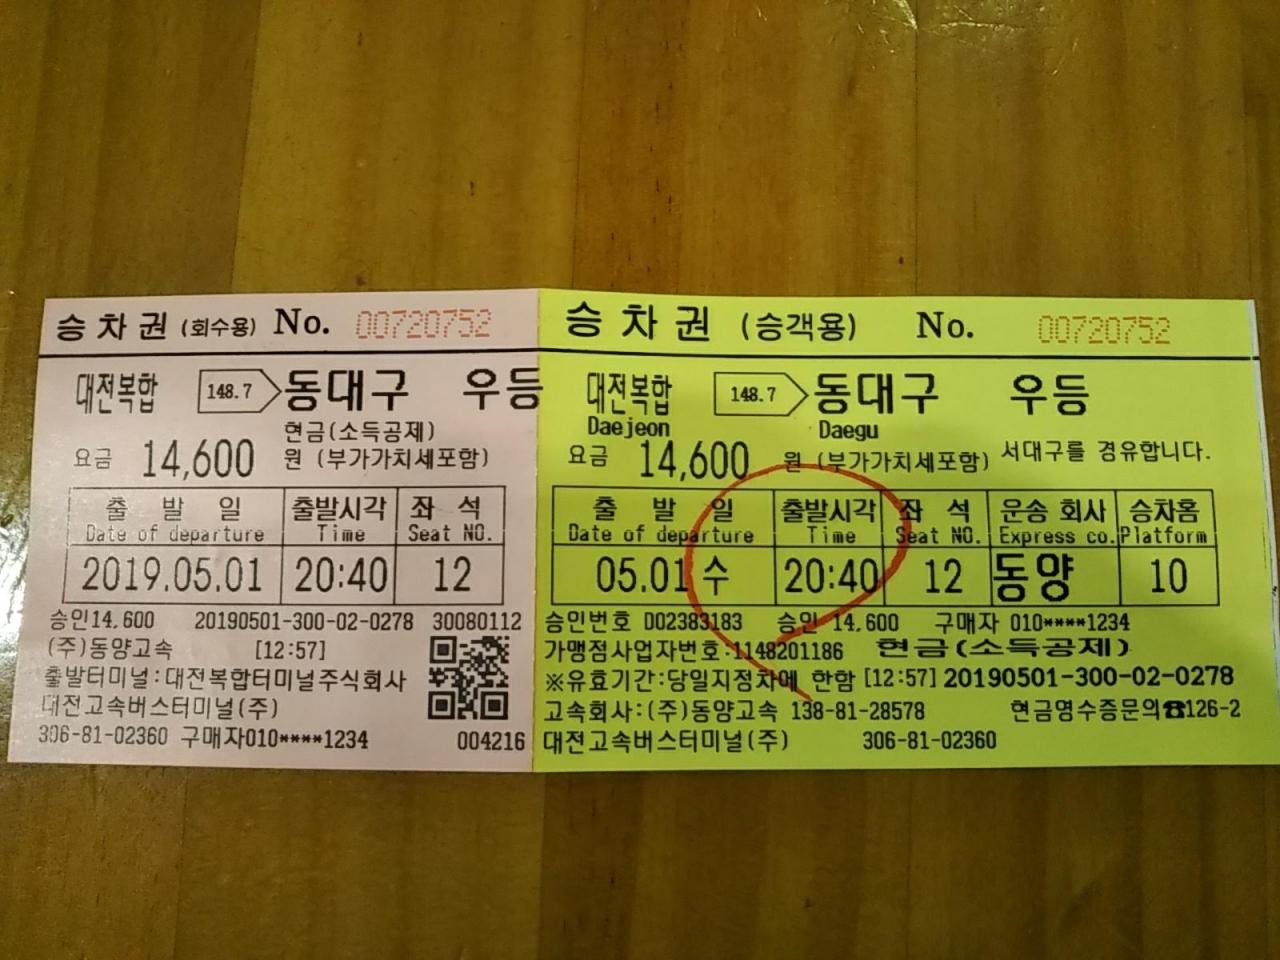 승차권 (회수용) No. 00720752
대전복합 148.7 동대구 우등
현금(소득공제)
요금 14,600 원 (부가가치세포함)
출 발 일 출발시각 좌 석
Date of departure Time Seat NO.
2019.05.01 20:40 12
승인14,600 20190501-300-02-0278 30080112
(주)동양고속 [12:57]
출발터미널:대전복합터미널주식회사
대전고속버스터미널(주)
306-81-02360 구매자010****1234 004216
승차권 (승객용) No. 00720752
대전복합 148.7 동대구 우등
Daejeon Daegu
요금 14,600 원 (부가가치세포함) 서대구를 경유합니다.
출 발 일 출발시각 좌 석 운송 회사 승차홈
Date of departure Time Seat NO. Express co. Platform
05.01 수 20:40 12 동양 10
승인번호 D02383183 승인 14,600 구매자 010****1234
가맹점사업자번호:1148201186 현금(소득공제)
※유효기간:당일지정차에 한함 [12:57] 20190501-300-02-0278
고속회사:(주)동양고속 138-81-28578 현금영수증문의☎126-2
대전고속버스터미널(주) 306-81-02360